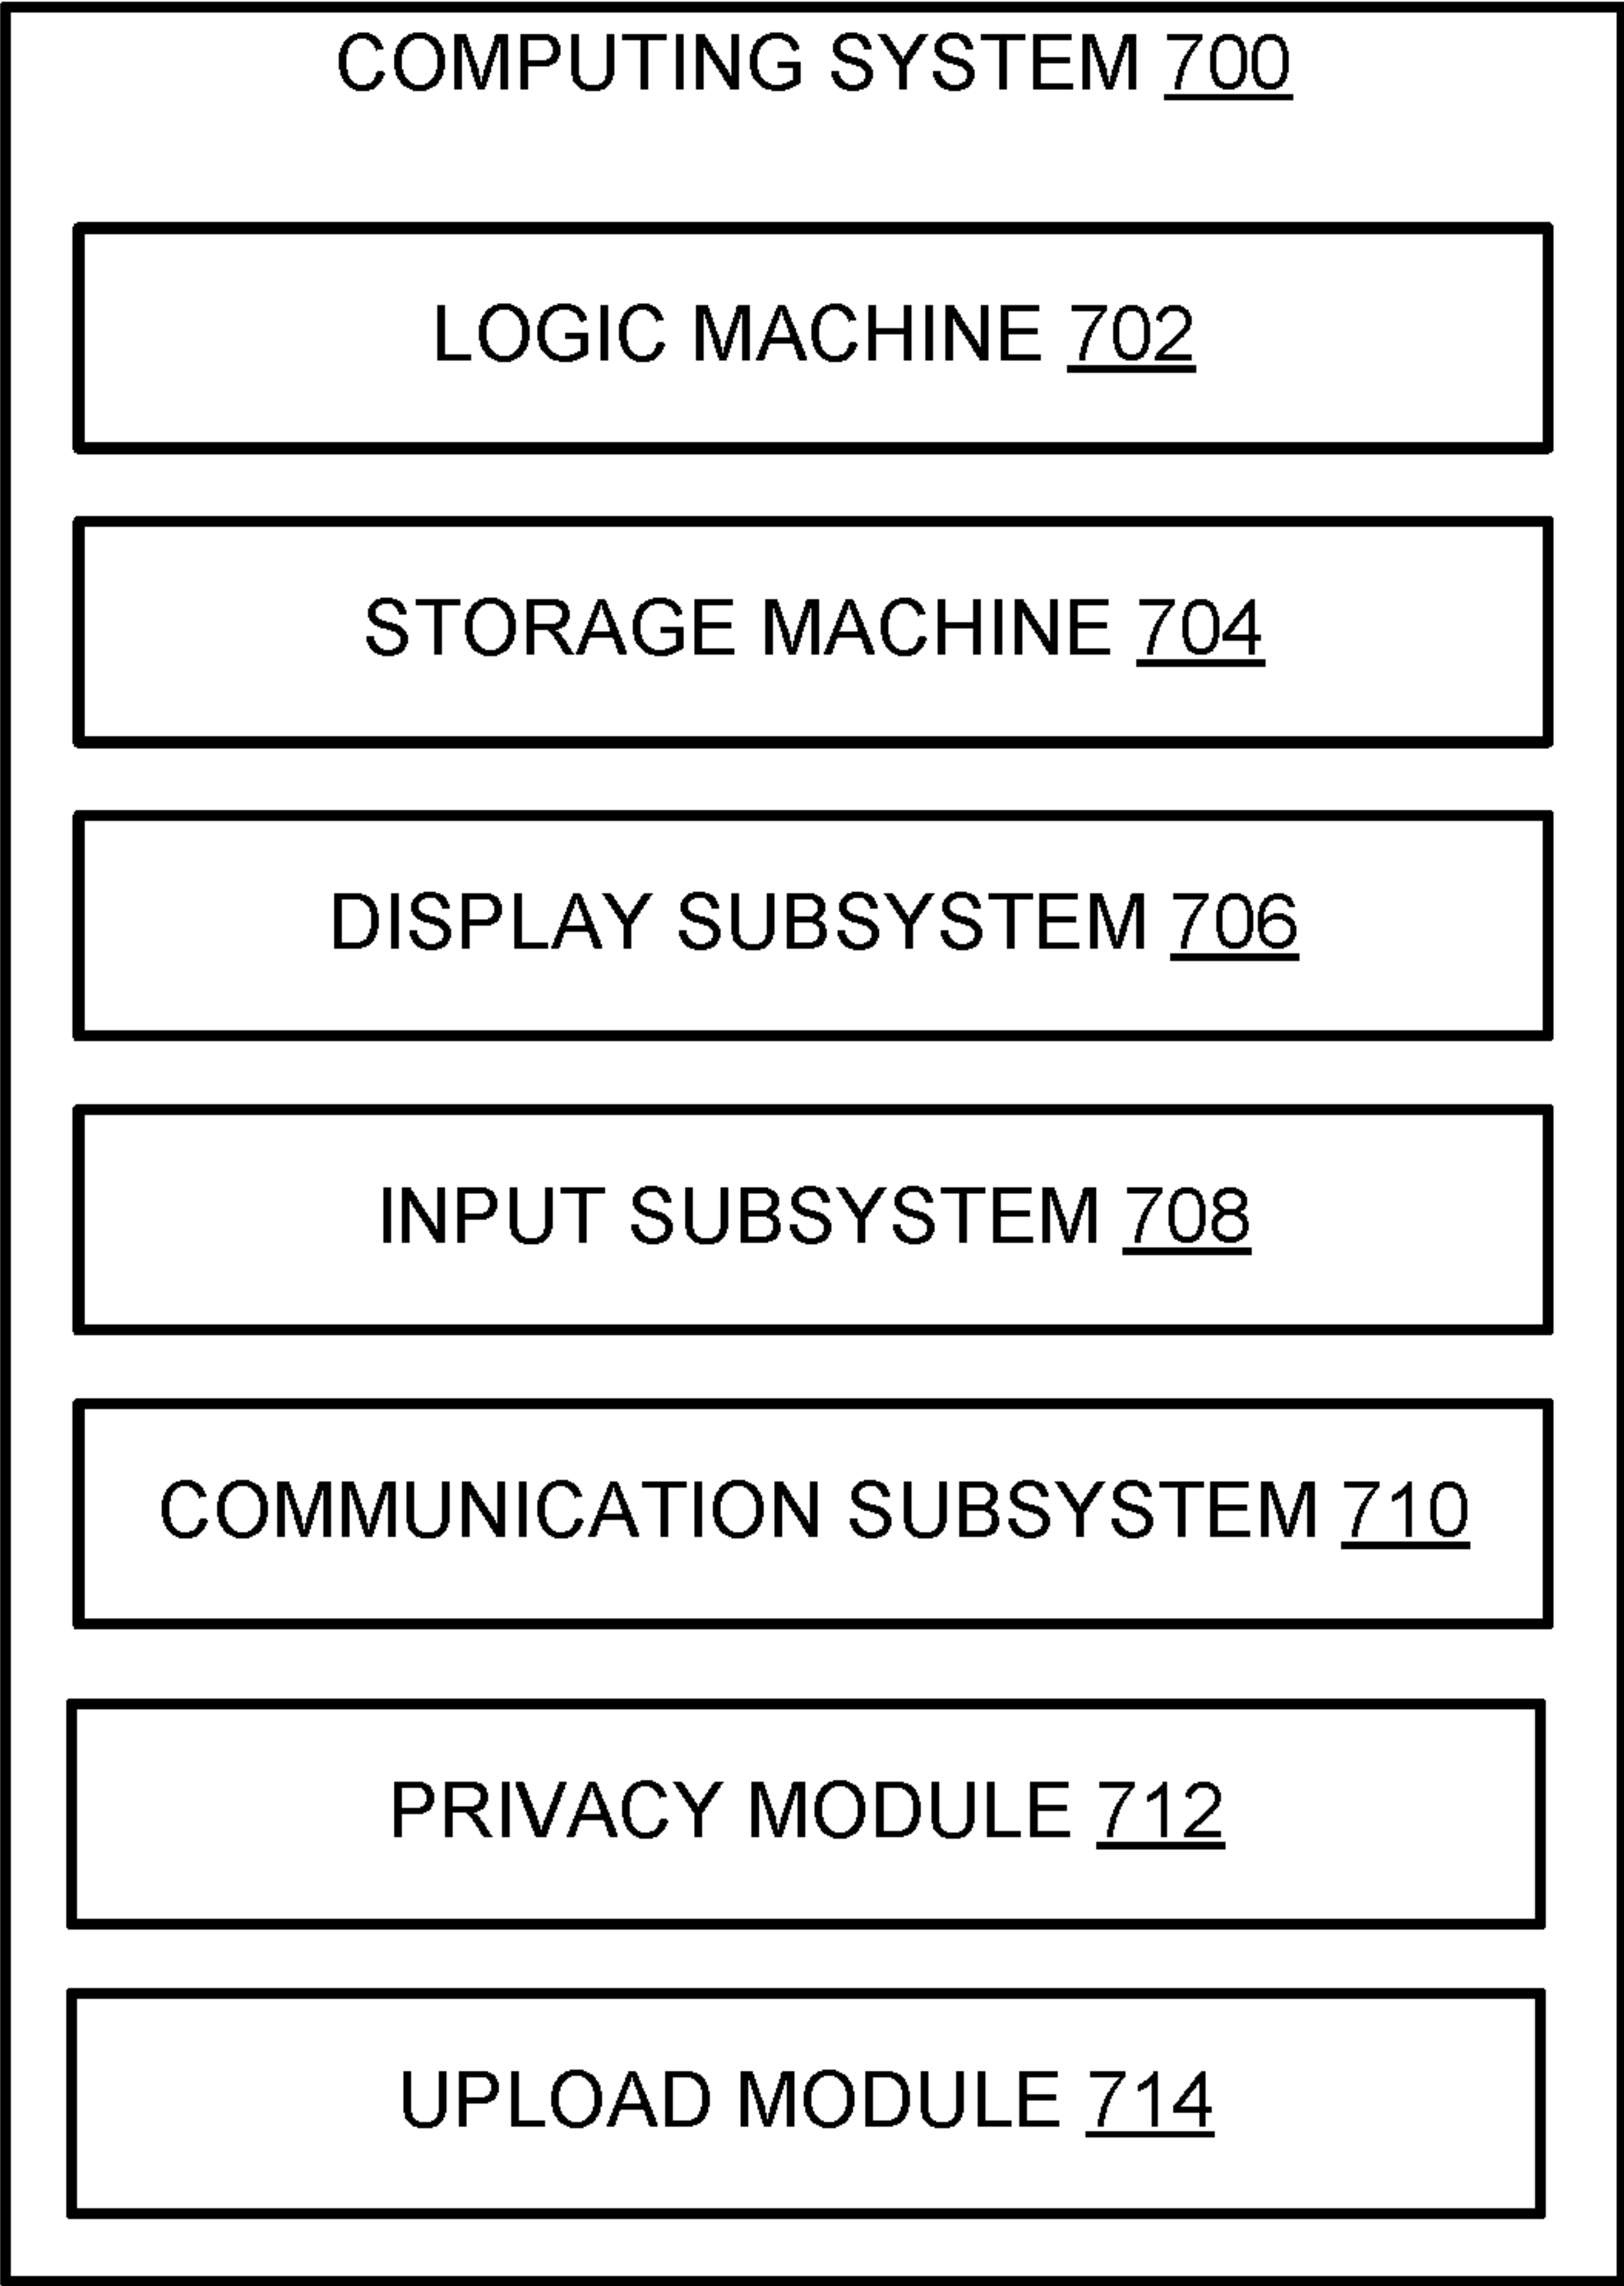 COMPUTING SYSTEM 700
LOGIC MACHINE 702
STORAGE MACHINE 704
DISPLAY SUBSYSTEM 706
INPUT SUBSYSTEM 708
COMMUNICATION SUBSYSTEM 710
PRIVACY MODULE 712
UPLOAD MODULE 714